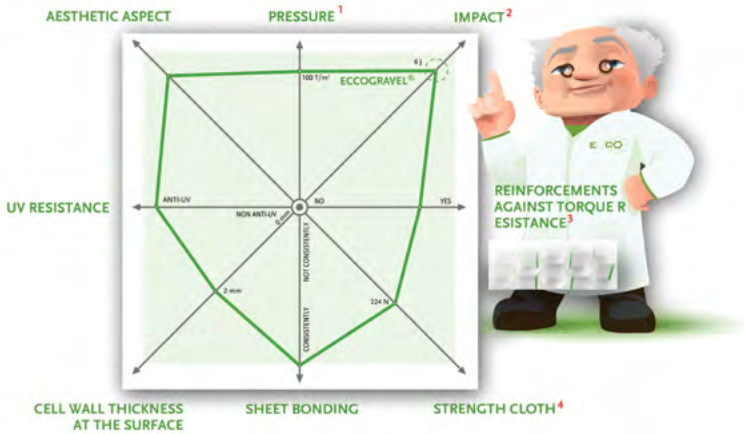 AESTHETIC ASPECT
PRESSURE 1
IMPACT 2
6 J
100 T/m²
ECCOGRAVEL®
UV RESISTANCE
ANTI-UV
NON ANTI-UV
0 mm
NO
YES
REINFORCEMENTS
AGAINST TORQUE R
ESISTANCE 3
NOT CONSISTENTLY
CONSISTENTLY
2 mm
224 N
CELL WALL THICKNESS
AT THE SURFACE
SHEET BONDING
STRENGTH CLOTH 4